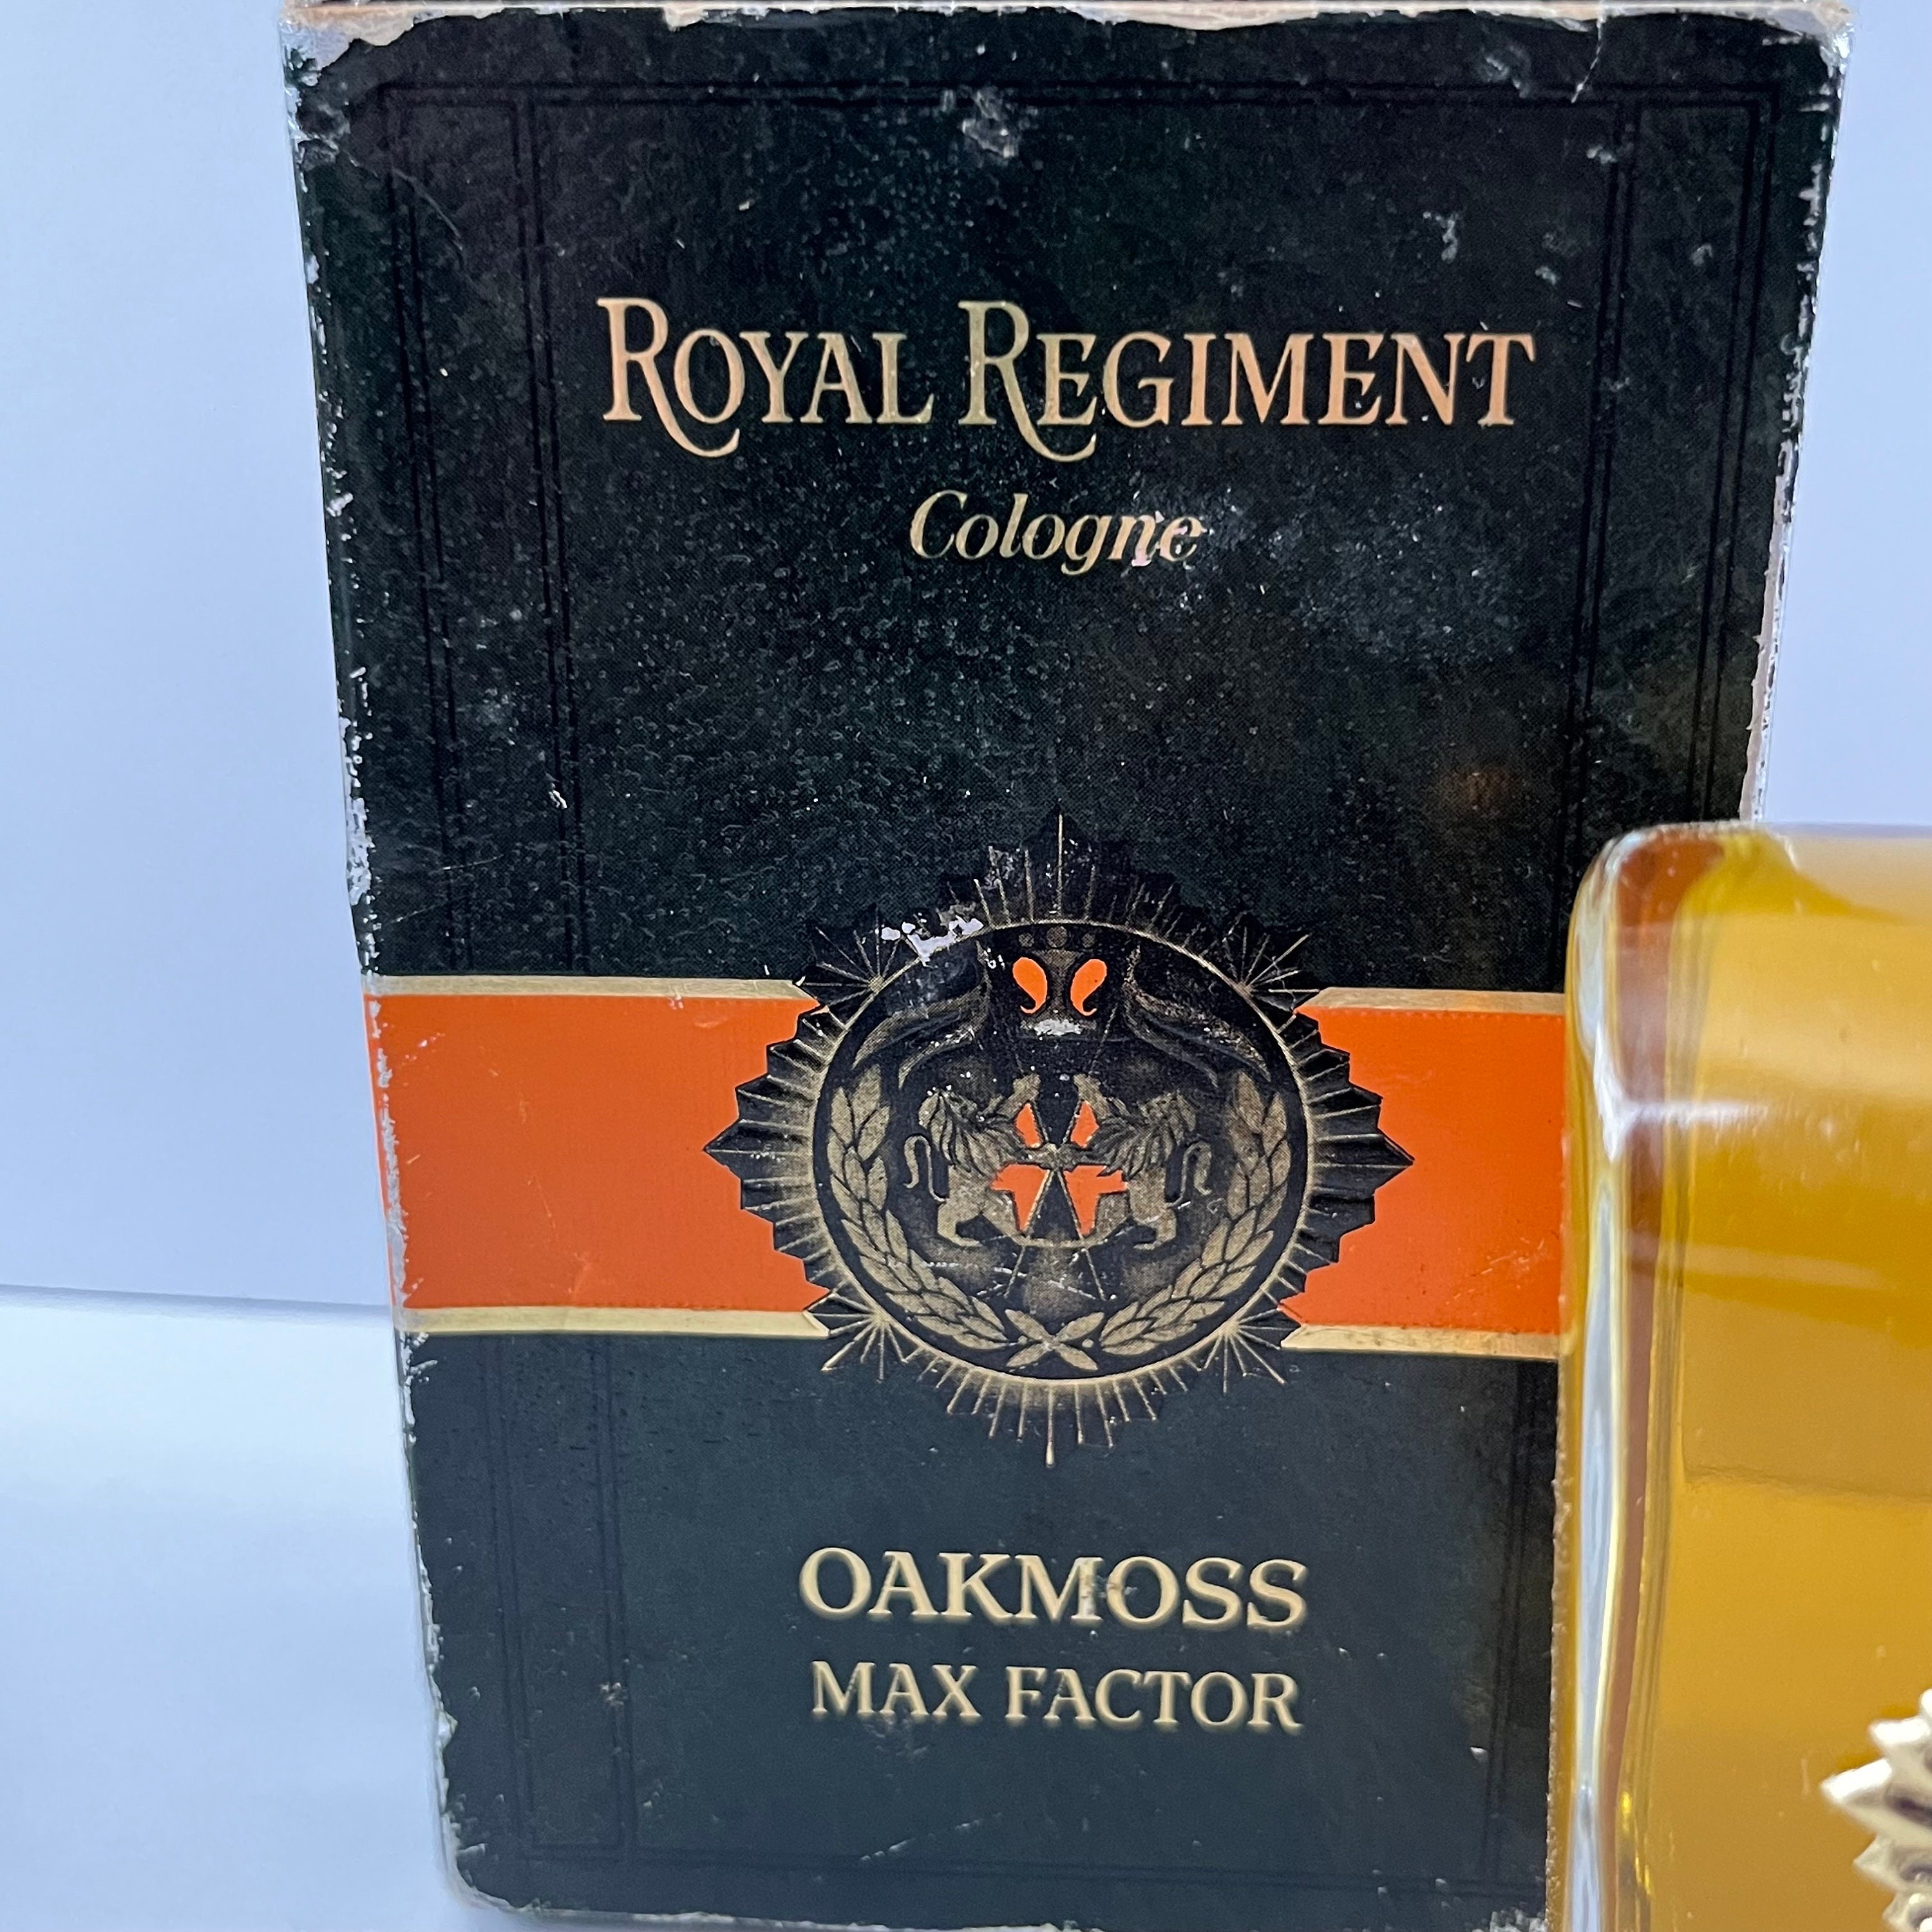 ROYAL REGIMENT
Cologne
OAKMOSS
MAX FACTOR